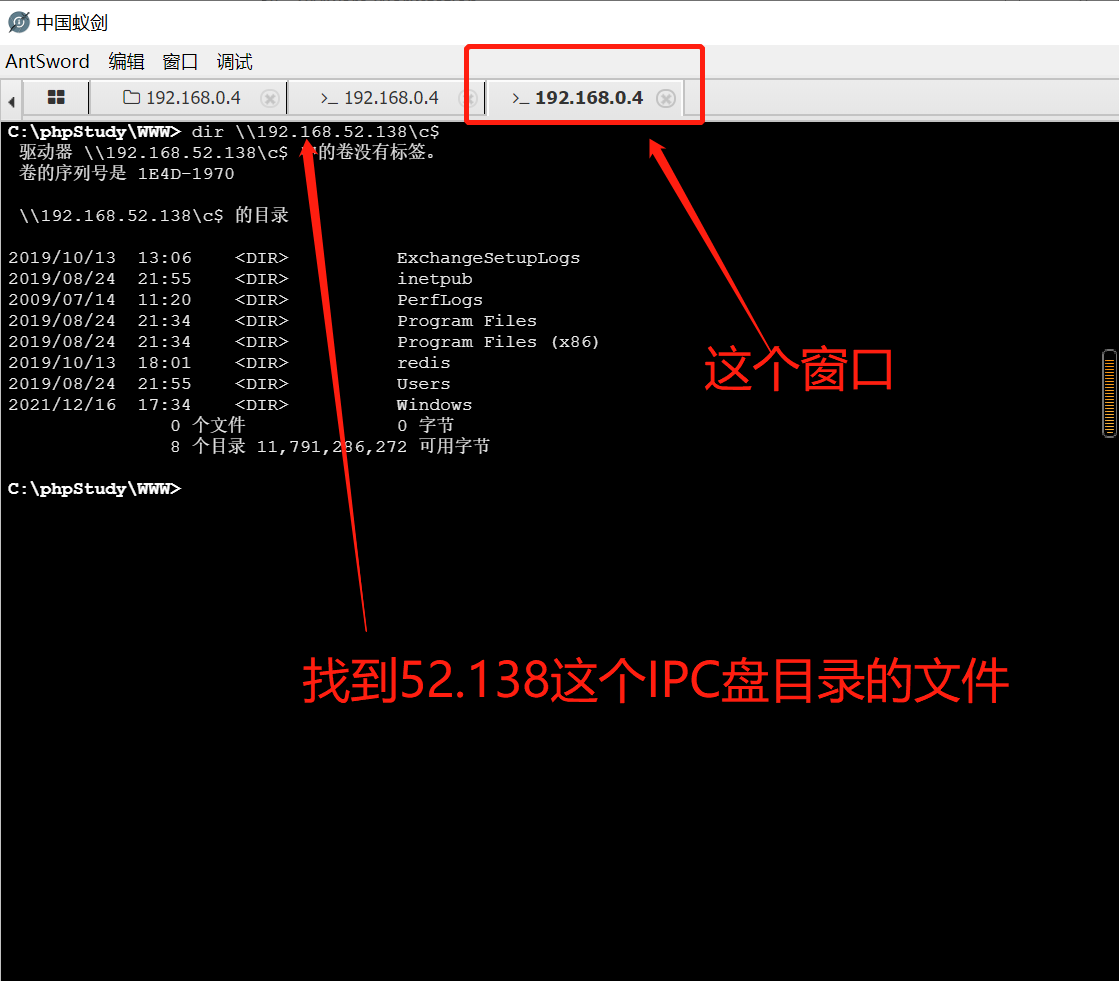 中国蚁剑
AntSword 编辑 窗口 调试
192.168.0.4 >_ 192.168.0.4 >_ 192.168.0.4
C:\phpStudy\WWW> dir \\192.168.52.138\c$
驱动器 \\192.168.52.138\c$ 的卷没有标签。
卷的序列号是 1E4D-1970
\\192.168.52.138\c$ 的目录
2019/10/13 13:06 <DIR> ExchangeSetupLogs
2019/08/24 21:55 <DIR> inetpub
2009/07/14 11:20 <DIR> PerfLogs
2019/08/24 21:34 <DIR> Program Files
2019/08/24 21:34 <DIR> Program Files (x86)
2019/10/13 18:01 <DIR> redis
2019/08/24 21:55 <DIR> Users
2021/12/16 17:34 <DIR> Windows
0 个文件 0 字节
8 个目录 11,791,286,272 可用字节
这个窗口
C:\phpStudy\WWW>
找到52.138这个IPC盘目录的文件